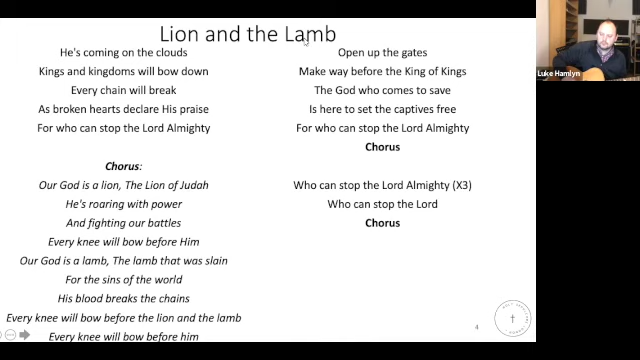 Lion and the Lamb
He's coming on the clouds
Kings and kingdoms will bow down
Every chain will break
As broken hearts declare His praise
For who can stop the Lord Almighty
Chorus:
Our God is a lion, The Lion of Judah
He's roaring with power
And fighting our battles
Every knee will bow before Him
Our God is a lamb, The lamb that was slain
For the sins of the world
His blood breaks the chains
Every knee will bow before the lion and the lamb
Every knee will bow before him
Open up the gates
Make way before the King of Kings
The God who comes to save
Is here to set the captives free
For who can stop the Lord Almighty
Chorus
Who can stop the Lord Almighty (X3)
Who can stop the Lord
Chorus
4
Luke Hamlyn